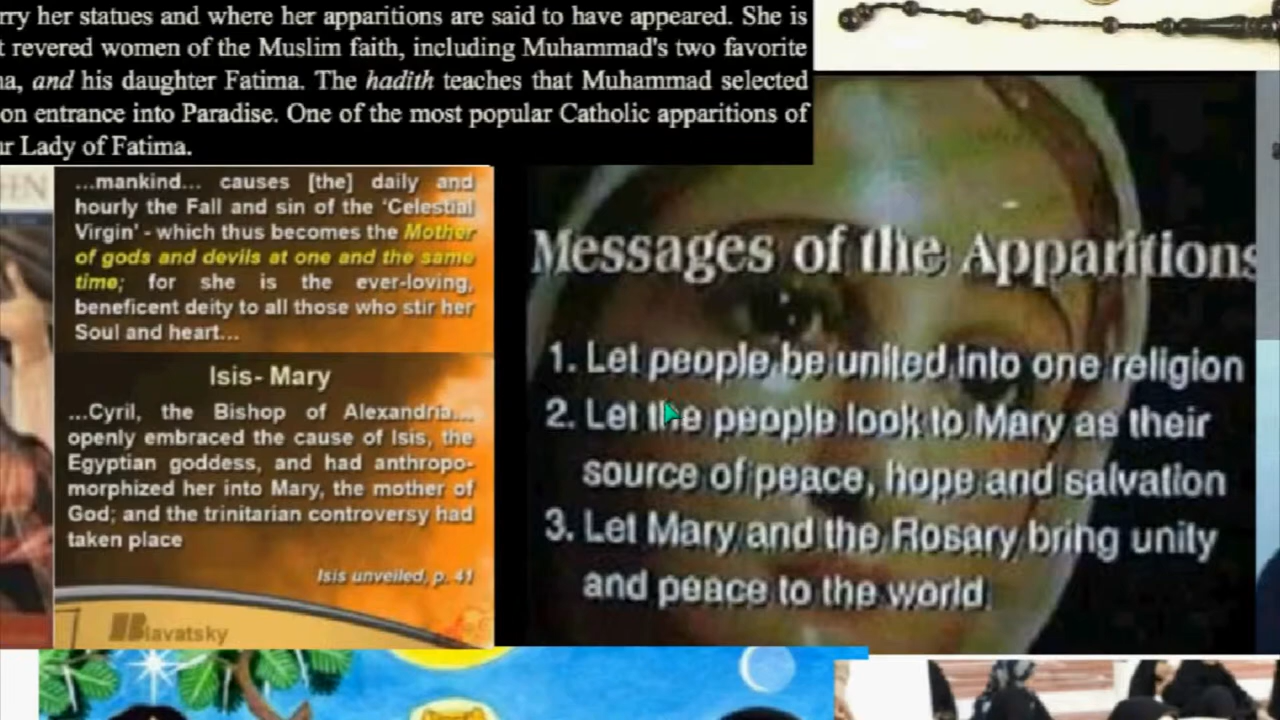 rry her statues and where her apparitions are said to have appeared. She is
t revered women of the Muslim faith, including Muhammad's two favorite
na, and his daughter Fatima. The hadith teaches that Muhammad selected
on entrance into Paradise. One of the most popular Catholic apparitions of
ur Lady of Fatima.
EEN
...mankind... causes [the] daily and
hourly the Fall and sin of the ‘Celestial
Virgin’ - which thus becomes the Mother
of gods and devils at one and the same
time; for she is the ever-loving,
beneficent deity to all those who stir her
Soul and heart...
Isis- Mary
...Cyril, the Bishop of Alexandria...
openly embraced the cause of Isis, the
Egyptian goddess, and had anthropo-
morphized her into Mary, the mother of
God; and the trinitarian controversy had
taken place
Isis unveiled, p. 41
Blavatsky
Messages of the Apparitions
1. Let people be united into one religion
2. Let the people look to Mary as their
source of peace, hope and salvation
3. Let Mary and the Rosary bring unity
and peace to the world